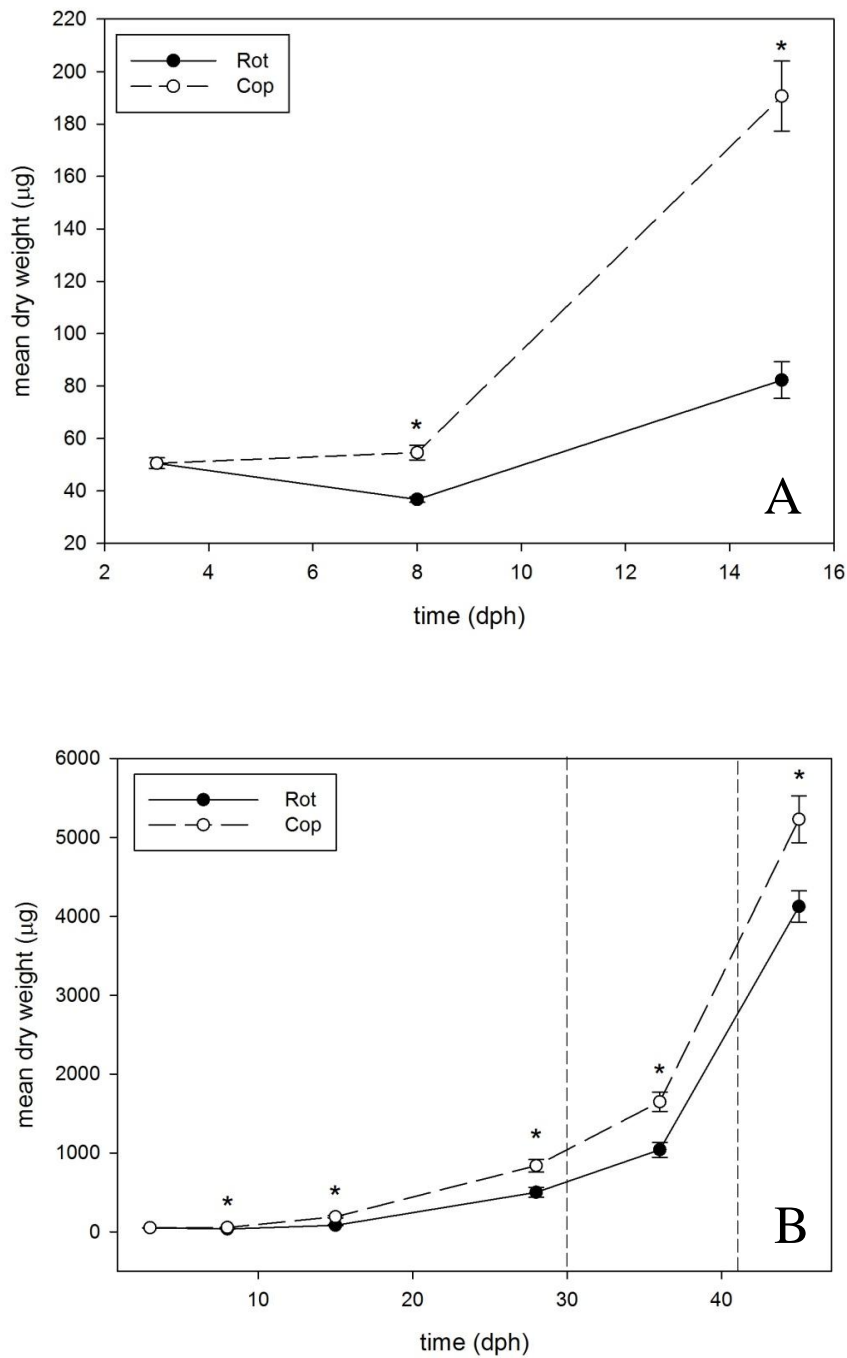 220
200
180
160
140
120
100
80
60
40
20
mean dry weight (μg)
Rot
Cop
*
*
A
2 4 6 8 10 12 14 16
time (dph)
6000
5000
4000
3000
2000
1000
0
mean dry weight (μg)
Rot
Cop
*
*
*
*
*
B
10 20 30 40
time (dph)